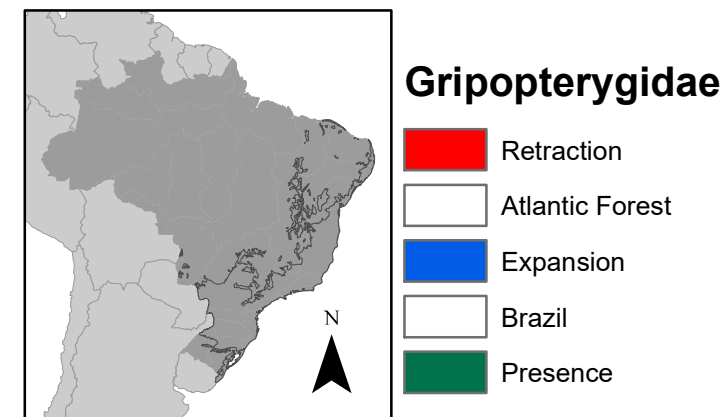 Gripopterygidae
Retraction
Atlantic Forest
Expansion
Brazil
Presence
N